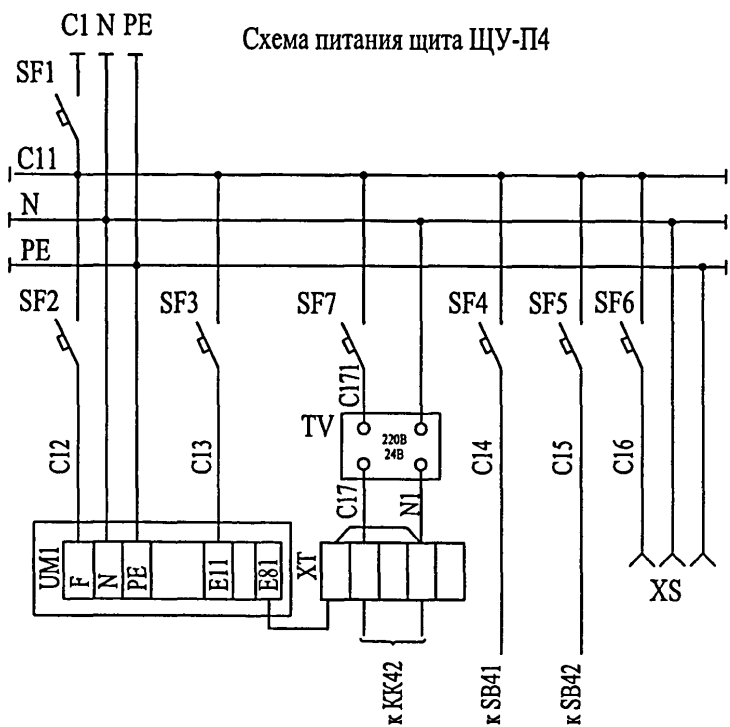 C1 N PE
Схема питания щита ЩУ-П4
SF1
C11
N
PE
SF2 SF3 SF7 SF4 SF5 SF6
C171
TV
220В
24В
C12 C13 C14 C15 C16
C17 N1
UM1
F N PE E11 E81
XT
XS
к КК42
к SB41
к SB42